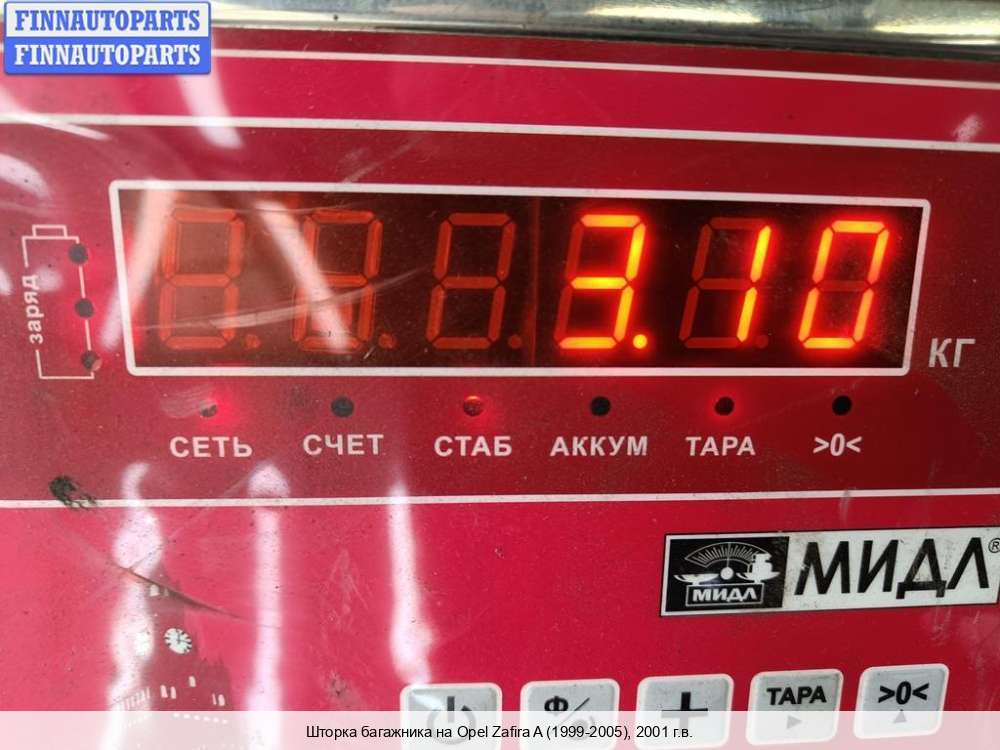 FINNAUTOPARTS
FINNAUTOPARTS
заряд
3.10
КГ
СЕТЬ СЧЕТ СТАБ АККУМ ТАРА >0<
МИДЛ МИДЛ®
Ф/ + ТАРА >0<
Шторка багажника на Opel Zafira A (1999-2005), 2001 г.в.